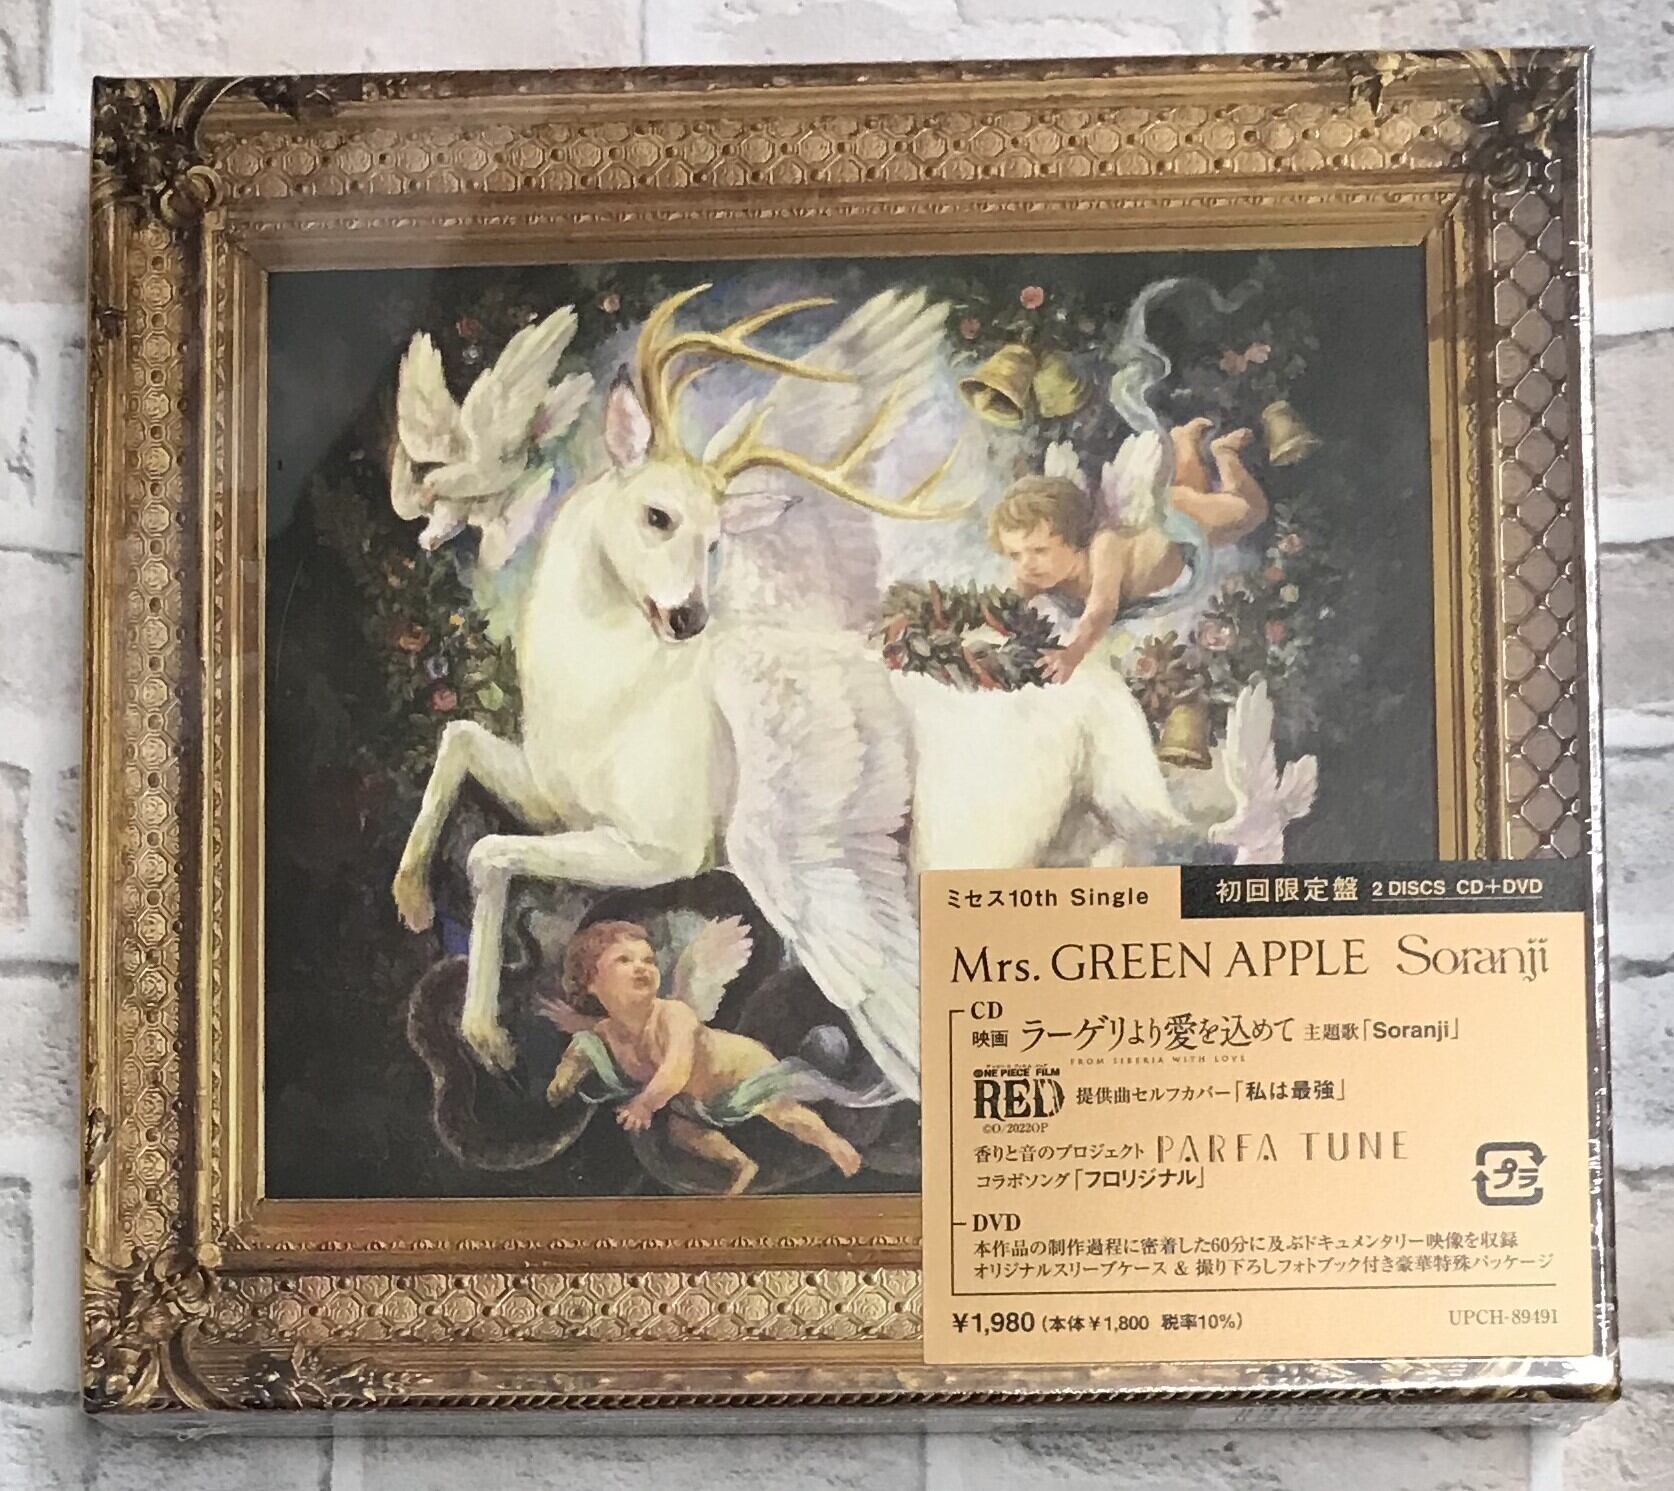 ミセス10th Single
初回限定盤 2 DISCS CD+DVD
Mrs. GREEN APPLE Soranji
CD
映画 ラーゲリより愛を込めて 主題�「Soranji」
FROM SIBERIA WITH LOVE
ONE PIECE FILM
RED 提供曲セルフカバー「私は最強」
©O/2022OP
香りと音のプロジェクト PARFA TUNE
コラボソング「フロリジナル」
プラ
DVD
本作品の制作過程に密着した60分に及ぶドキュメンタリー映像を収録
オリジナルスリーブケース & 撮り下ろしフォトブック付き豪華特殊パッケージ
¥1,980 (本体¥1,800 税率10%)
UPCH-89491